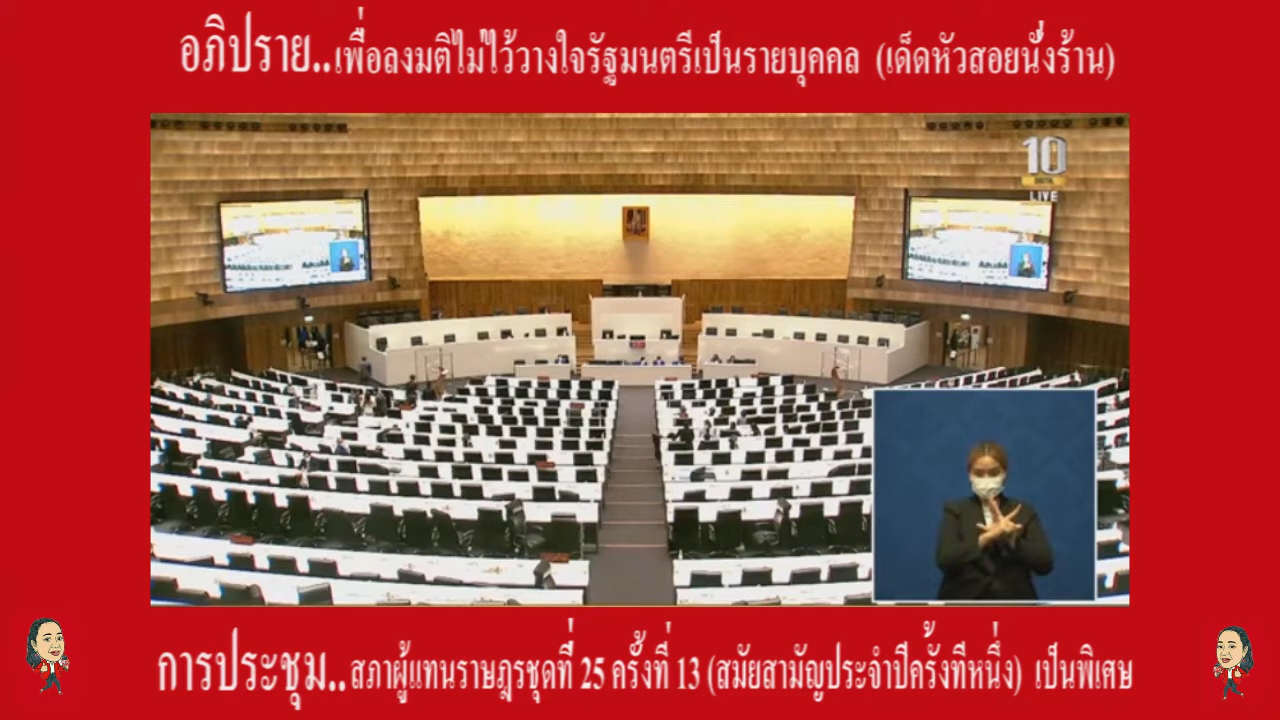 อภิปราย..เพื่อลงมติไม่ไว้วางใจรัฐมนตรีเป็นรายบุคคล (เด็ดหัวสอยนั่งร้าน)
10
LIVE
การประชุม..สภาผู้แทนราษฎรชุดที่ 25 ครั้งที่ 13 (สมัยสามัญประจำปีครั้งที่หนึ่ง) เป็นพิเศษ